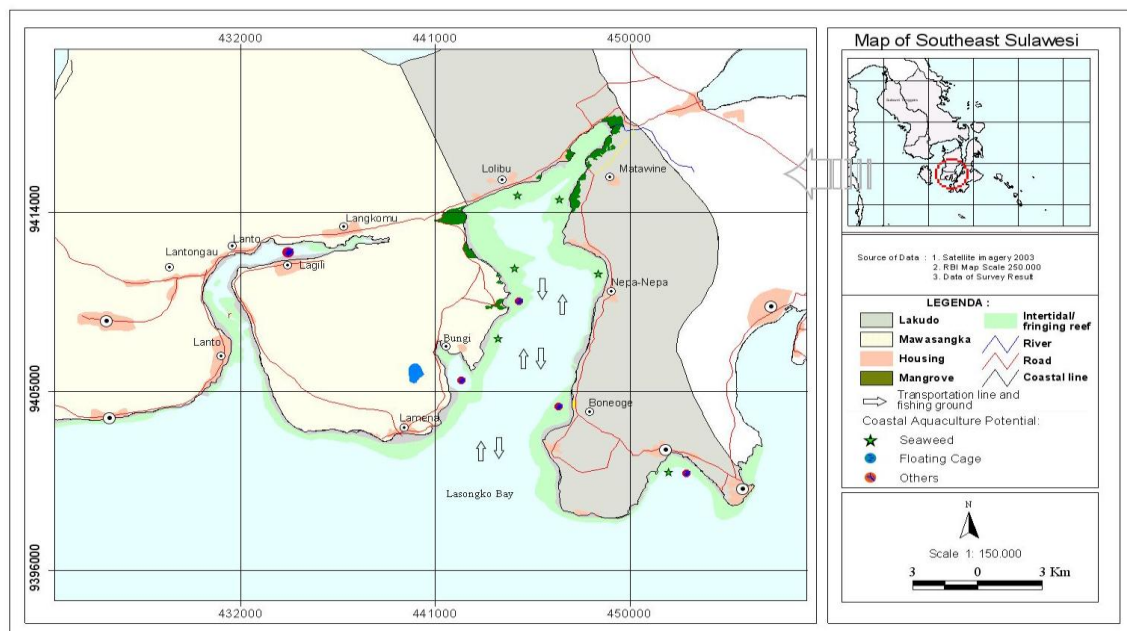 432000 441000 450000
9414000
9405000
9396000
Lolibu
Matawine
Langkomu
Lanto
Lantongau
Lagili
Nepa-Nepa
Lanto
Bungi
Boneoge
Lamena
Lasongko Bay
432000 441000 450000
Map of Southeast Sulawesi
Source of Data : 1. Satellite imagery 2003
2. RBI Map Scale 250.000
3. Data of Survey Result
LEGENDA :
Lakudo
Mawasangka
Housing
Mangrove
Intertidal/
fringing reef
River
Road
Coastal line
Transportation line and
fishing ground
Coastal Aquaculture Potential:
Seaweed
Floating Cage
Others
N
Scale 1: 150.000
3 0 3 Km